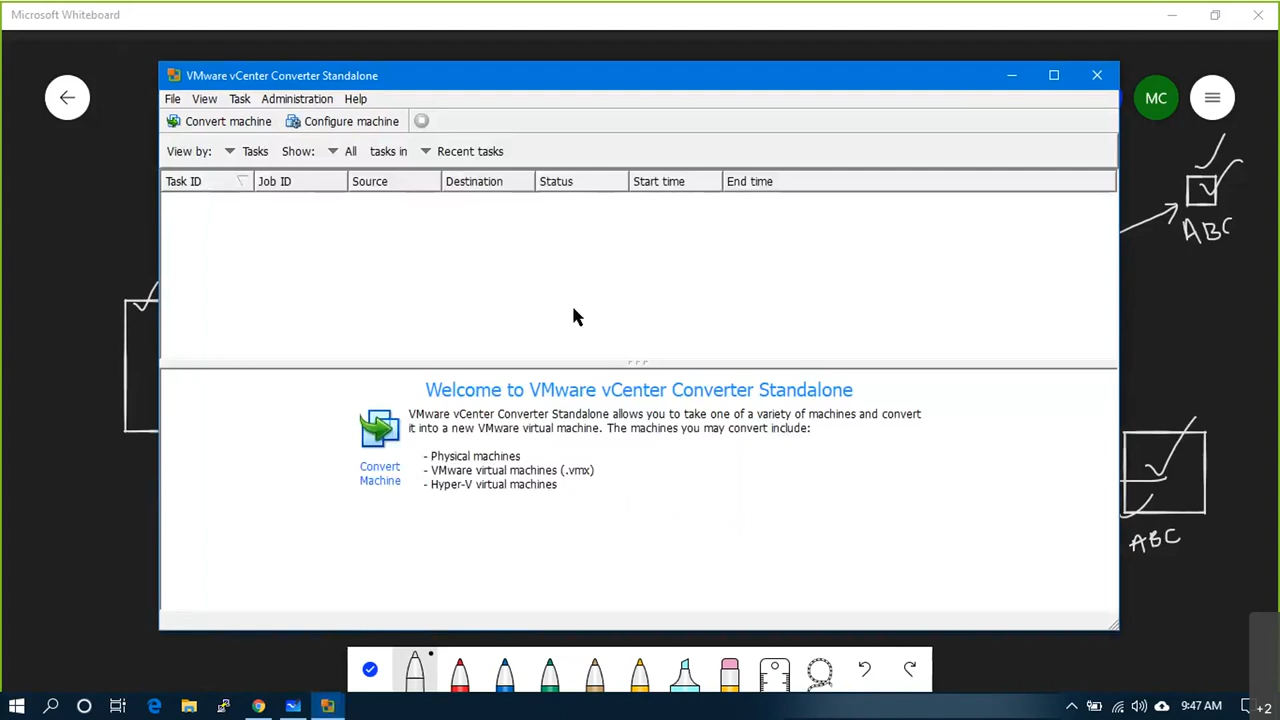 Microsoft Whiteboard
VMware vCenter Converter Standalone
MC
File View Task Administration Help
Convert machine Configure machine
View by: Tasks Show: All tasks in Recent tasks
Task ID Job ID Source Destination Status Start time End time
ABC
Welcome to VMware vCenter Converter Standalone
VMware vCenter Converter Standalone allows you to take one of a variety of machines and convert
it into a new VMware virtual machine. The machines you may convert include:
- Physical machines
- VMware virtual machines (.vmx)
- Hyper-V virtual machines
Convert
Machine
ABC
9:47 AM
+2